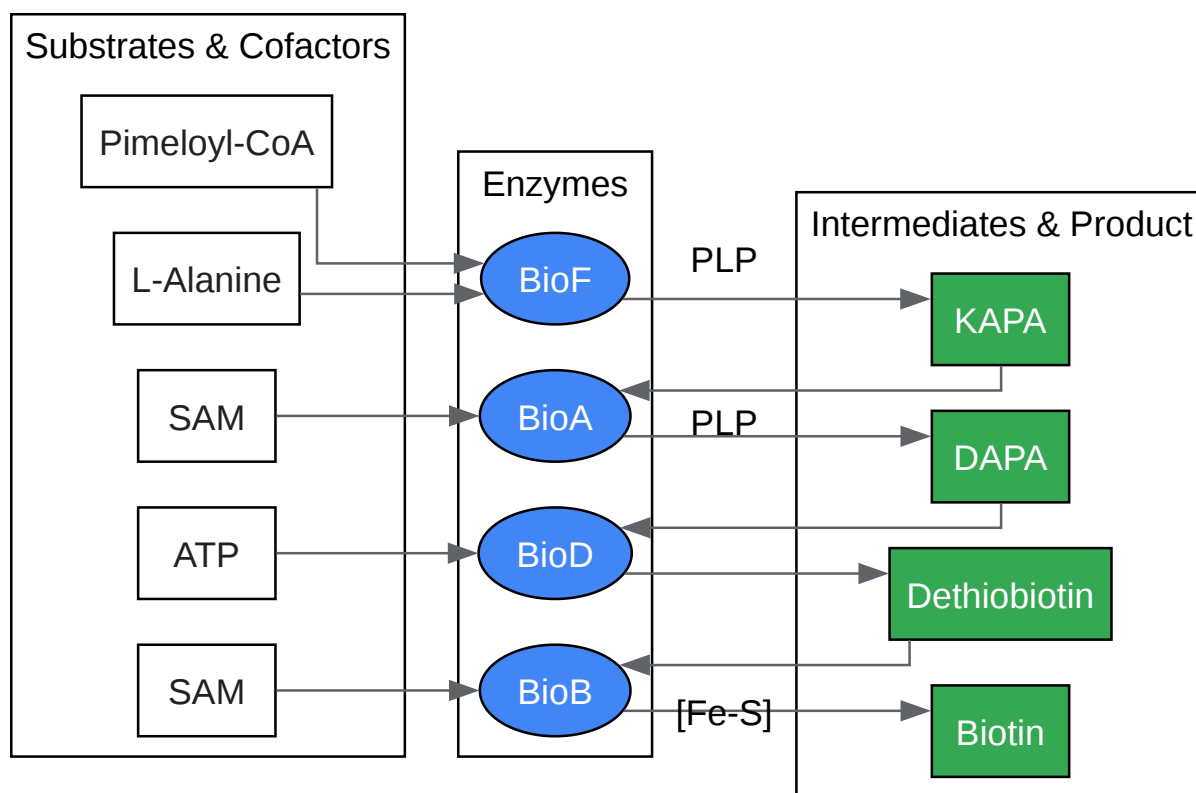 Substrates & Cofactors
Pimeloyl-CoA
L-Alanine
SAM
ATP
SAM
Enzymes
BioF
BioA
BioD
BioB
PLP
PLP
[Fe-S]
Intermediates & Product
KAPA
DAPA
Dethiobiotin
Biotin